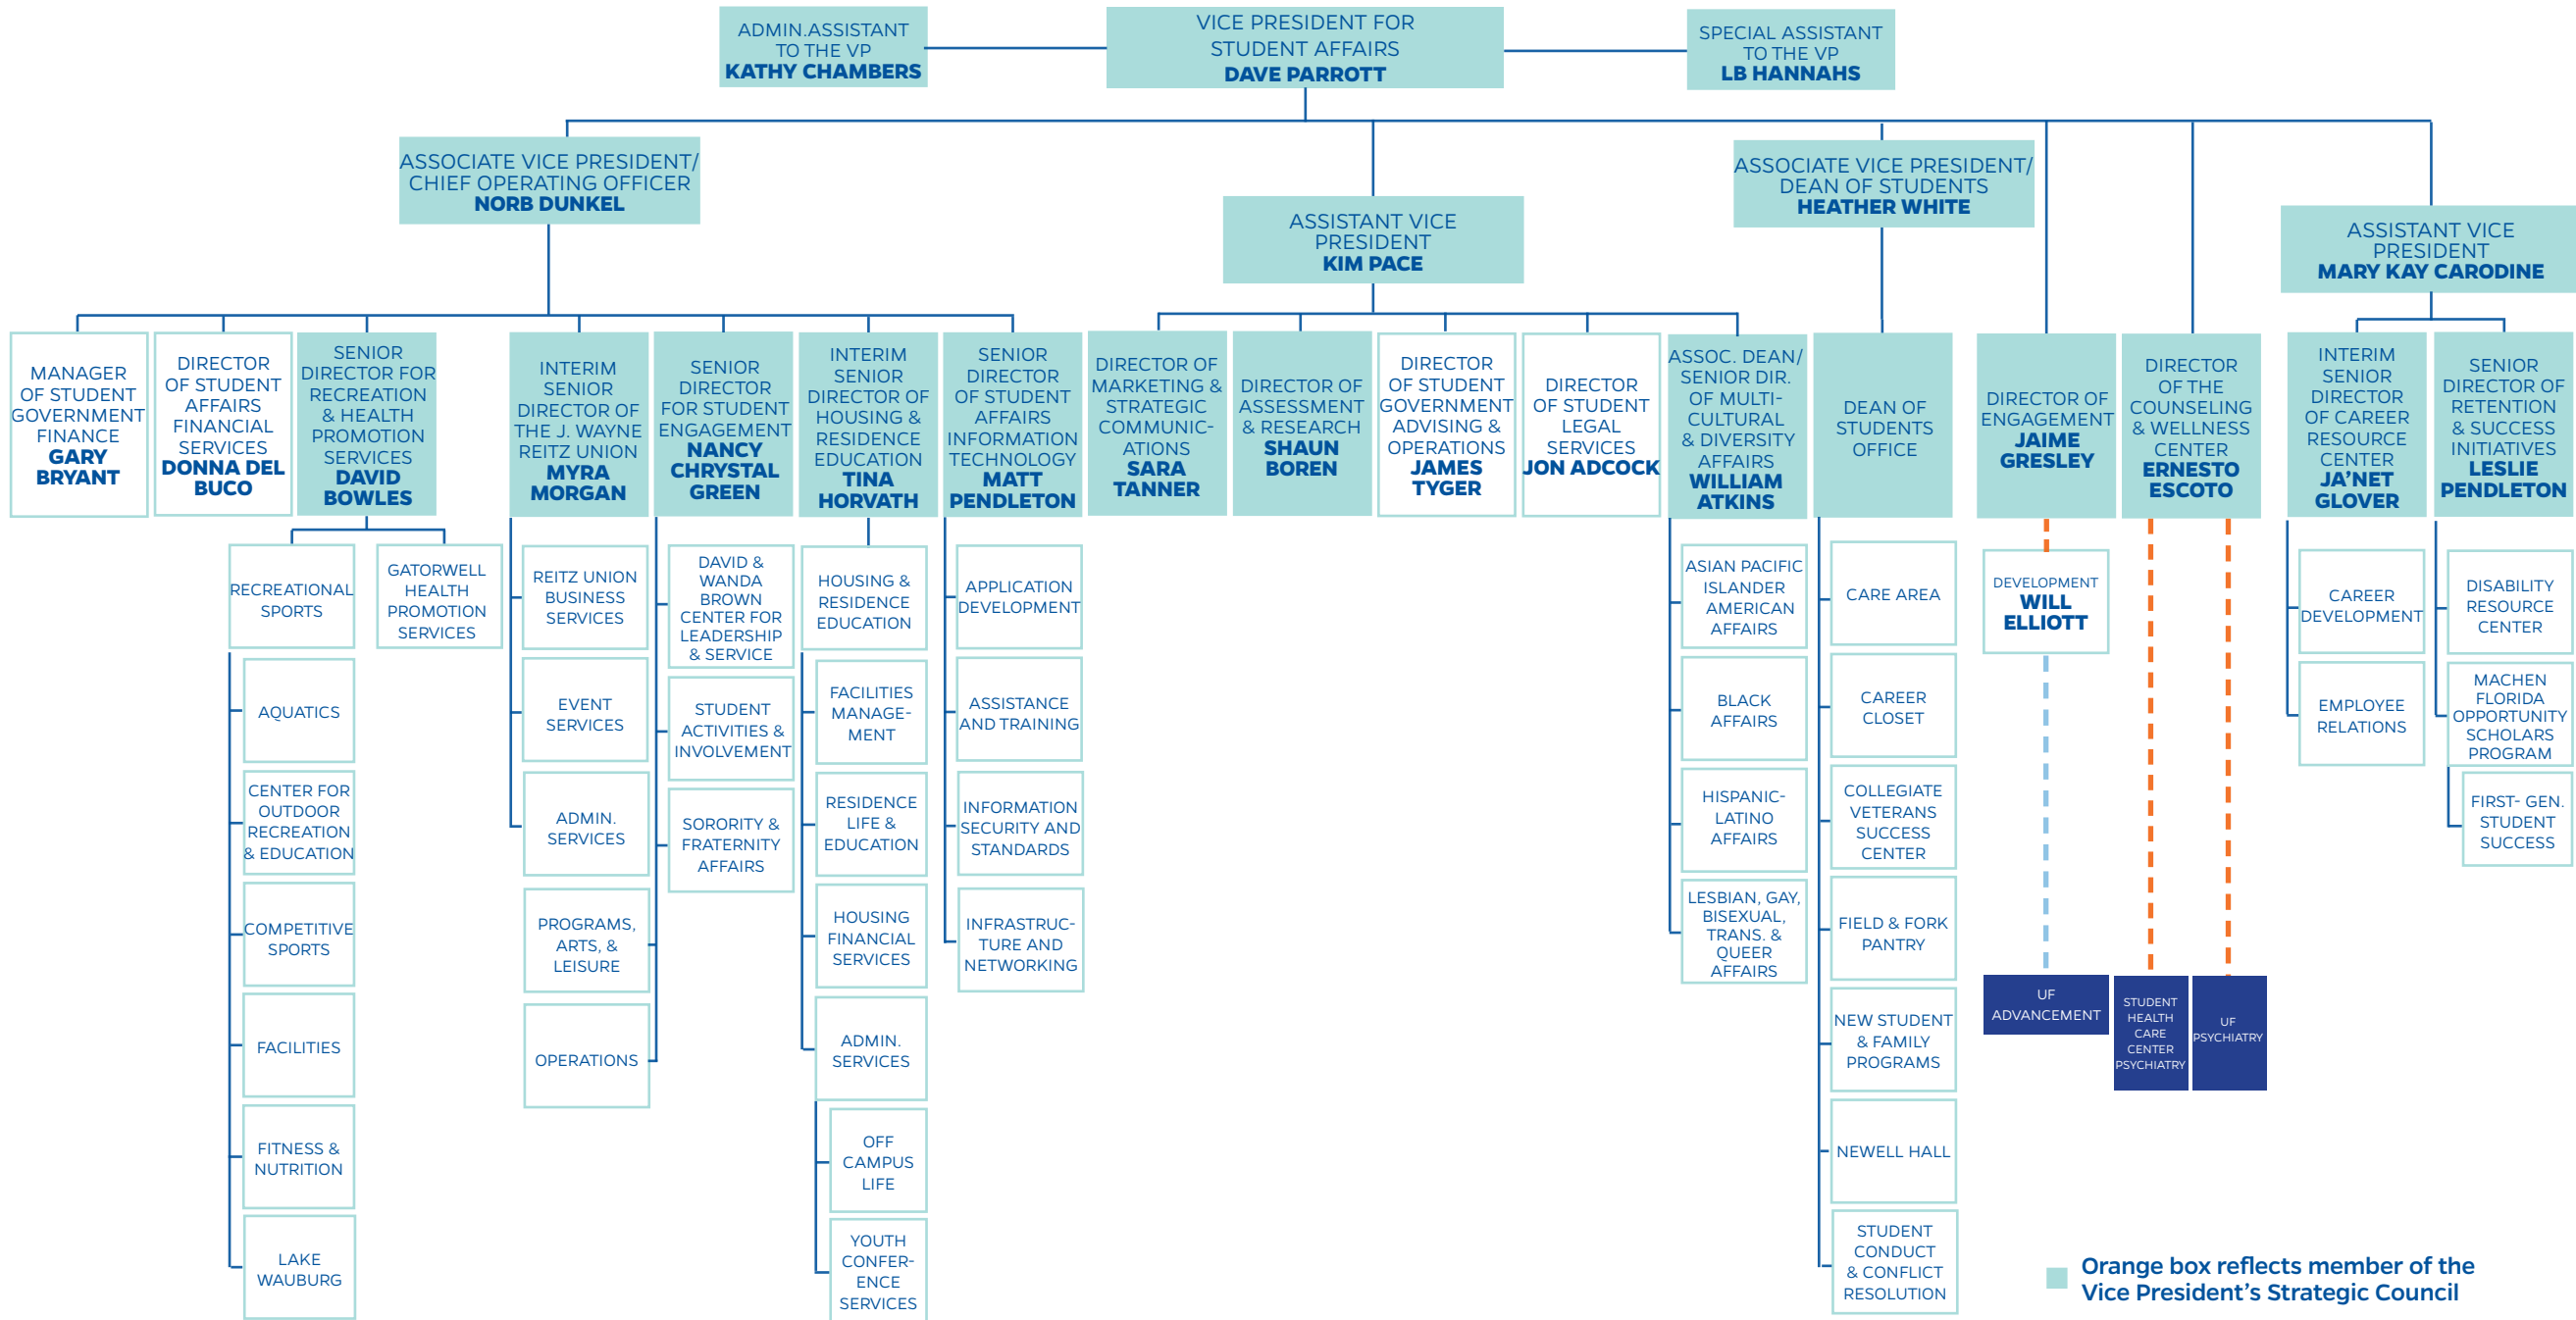 ADMIN.ASSISTANT
TO THE VP
KATHY CHAMBERS
VICE PRESIDENT FOR
STUDENT AFFAIRS
DAVE PARROTT
SPECIAL ASSISTANT
TO THE VP
LB HANNAHS
ASSOCIATE VICE PRESIDENT/
CHIEF OPERATING OFFICER
NORB DUNKEL
ASSISTANT VICE
PRESIDENT
KIM PACE
ASSOCIATE VICE PRESIDENT/
DEAN OF STUDENTS
HEATHER WHITE
ASSISTANT VICE
PRESIDENT
MARY KAY CARODINE
MANAGER
OF STUDENT
GOVERNMENT
FINANCE
GARY
BRYANT
DIRECTOR
OF STUDENT
AFFAIRS
FINANCIAL
SERVICES
DONNA DEL
BUCO
SENIOR
DIRECTOR FOR
RECREATION
& HEALTH
PROMOTION
SERVICES
DAVID
BOWLES
INTERIM
SENIOR
DIRECTOR OF
THE J. WAYNE
REITZ UNION
MYRA
MORGAN
SENIOR
DIRECTOR
FOR STUDENT
ENGAGEMENT
NANCY
CHRYSTAL
GREEN
INTERIM
SENIOR
DIRECTOR OF
HOUSING &
RESIDENCE
EDUCATION
TINA
HORVATH
SENIOR
DIRECTOR
OF STUDENT
AFFAIRS
INFORMATION
TECHNOLOGY
MATT
PENDLETON
DIRECTOR OF
MARKETING &
STRATEGIC
COMMUNIC-
ATIONS
SARA
TANNER
DIRECTOR OF
ASSESSMENT
& RESEARCH
SHAUN
BOREN
DIRECTOR
OF STUDENT
GOVERNMENT
ADVISING &
OPERATIONS
JAMES
TYGER
DIRECTOR
OF STUDENT
LEGAL
SERVICES
JON ADCOCK
ASSOC. DEAN/
SENIOR DIR.
OF MULTI-
CULTURAL
& DIVERSITY
AFFAIRS
WILLIAM
ATKINS
DEAN OF
STUDENTS
OFFICE
DIRECTOR OF
ENGAGEMENT
JAIME
GRESLEY
DIRECTOR
OF THE
COUNSELING
& WELLNESS
CENTER
ERNESTO
ESCOTO
INTERIM
SENIOR
DIRECTOR
OF CAREER
RESOURCE
CENTER
JA'NET
GLOVER
SENIOR
DIRECTOR OF
RETENTION
& SUCCESS
INITIATIVES
LESLIE
PENDLETON
RECREATIONAL
SPORTS
AQUATICS
CENTER FOR
OUTDOOR
RECREATION
& EDUCATION
COMPETITIVE
SPORTS
FACILITIES
FITNESS &
NUTRITION
LAKE
WAUBURG
GATORWELL
HEALTH
PROMOTION
SERVICES
REITZ UNION
BUSINESS
SERVICES
EVENT
SERVICES
ADMIN.
SERVICES
PROGRAMS,
ARTS, &
LEISURE
OPERATIONS
DAVID &
WANDA
BROWN
CENTER FOR
LEADERSHIP
& SERVICE
STUDENT
ACTIVITIES &
INVOLVEMENT
SORORITY &
FRATERNITY
AFFAIRS
HOUSING &
RESIDENCE
EDUCATION
FACILITIES
MANAGE-
MENT
RESIDENCE
LIFE &
EDUCATION
HOUSING
FINANCIAL
SERVICES
ADMIN.
SERVICES
OFF
CAMPUS
LIFE
YOUTH
CONFER-
ENCE
SERVICES
APPLICATION
DEVELOPMENT
ASSISTANCE
AND TRAINING
INFORMATION
SECURITY AND
STANDARDS
INFRASTRUC-
TURE AND
NETWORKING
ASIAN PACIFIC
ISLANDER
AMERICAN
AFFAIRS
BLACK
AFFAIRS
HISPANIC-
LATINO
AFFAIRS
LESBIAN, GAY,
BISEXUAL,
TRANS. &
QUEER
AFFAIRS
CARE AREA
CAREER
CLOSET
COLLEGIATE
VETERANS
SUCCESS
CENTER
FIELD & FORK
PANTRY
NEW STUDENT
& FAMILY
PROGRAMS
NEWELL HALL
STUDENT
CONDUCT
& CONFLICT
RESOLUTION
DEVELOPMENT
WILL
ELLIOTT
UF
ADVANCEMENT
STUDENT
HEALTH
CARE
CENTER
PSYCHIATRY
UF
PSYCHIATRY
CAREER
DEVELOPMENT
EMPLOYEE
RELATIONS
DISABILITY
RESOURCE
CENTER
MACHEN
FLORIDA
OPPORTUNITY
SCHOLARS
PROGRAM
FIRST- GEN.
STUDENT
SUCCESS
Orange box reflects member of the
Vice President's Strategic Council